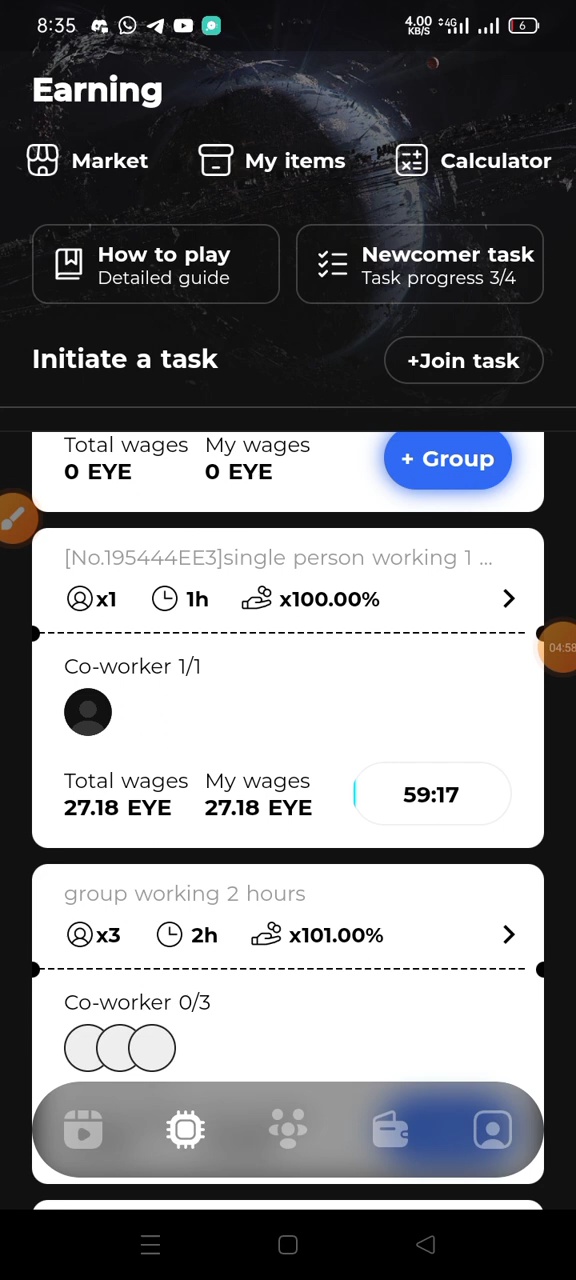 8:35
4.00 KB/S 4G 6
Earning
Market My items Calculator
How to play Newcomer task
Detailed guide Task progress 3/4
Initiate a task +Join task
Total wages My wages
0 EYE 0 EYE + Group
[No.195444EE3]single person working 1 ...
x1 1h x100.00%
04:58
Co-worker 1/1
Total wages My wages
27.18 EYE 27.18 EYE 59:17
group working 2 hours
x3 2h x101.00%
Co-worker 0/3